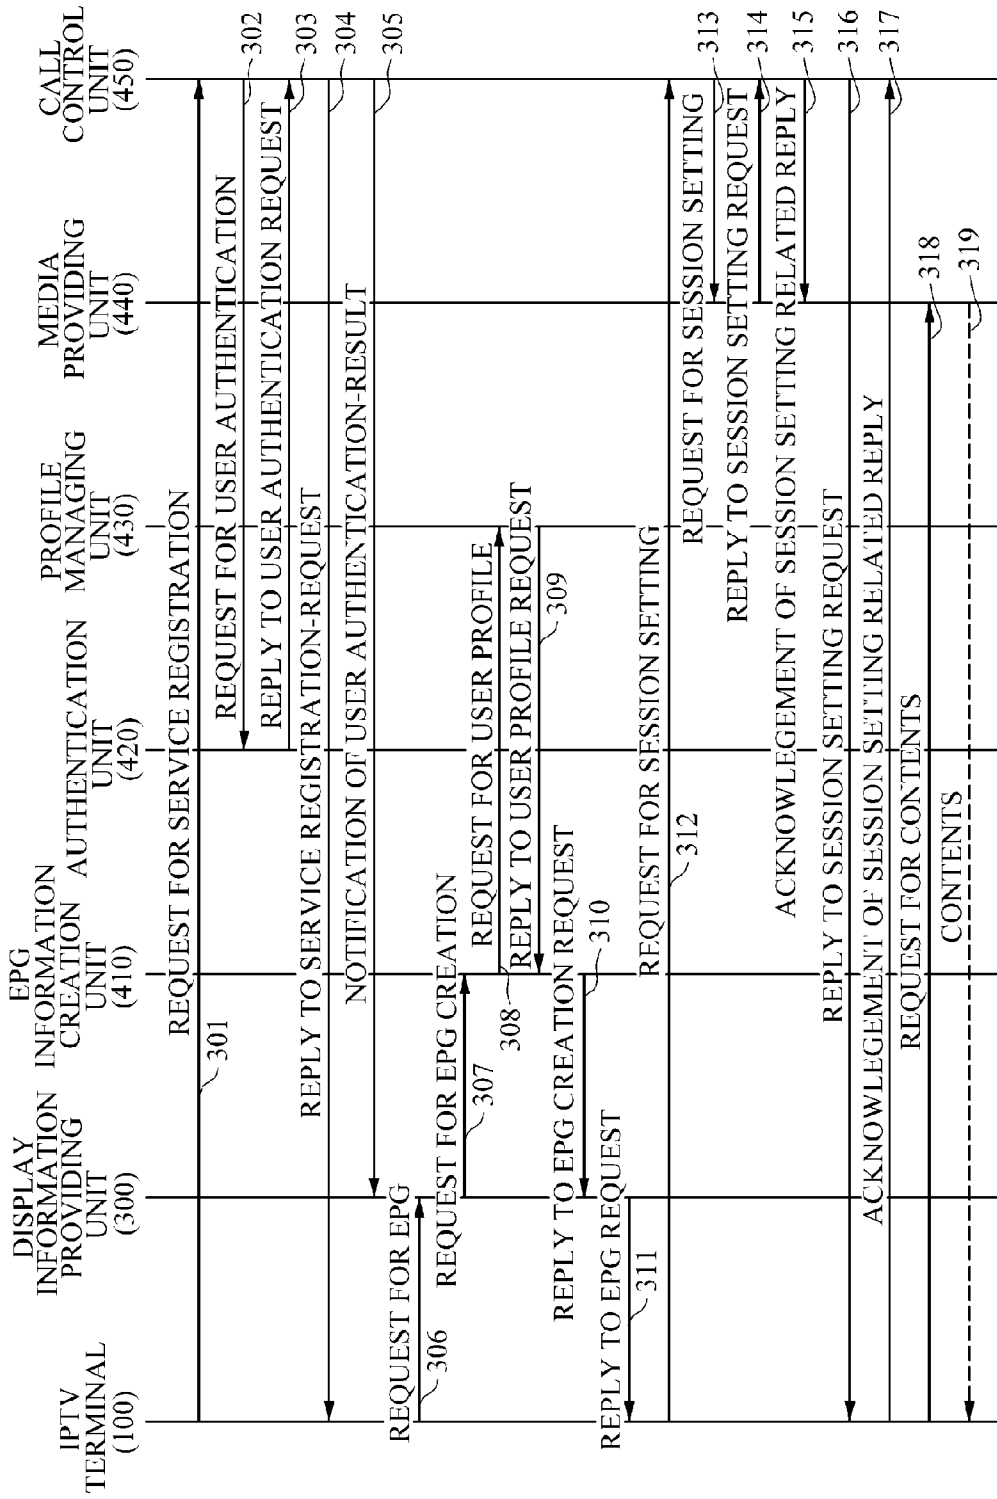 IPTV
TERMINAL
(100)
DISPLAY
INFORMATION
PROVIDING
UNIT
(300)
EPG
INFORMATION
CREATION
UNIT
(410)
AUTHENTICATION
UNIT
(420)
PROFILE
MANAGING
UNIT
(430)
MEDIA
PROVIDING
UNIT
(440)
CALL
CONTROL
UNIT
(450)
REQUEST FOR SERVICE REGISTRATION
301
REQUEST FOR USER AUTHENTICATION
302
REPLY TO USER AUTHENTICATION REQUEST
303
REPLY TO SERVICE REGISTRATION-REQUEST
304
NOTIFICATION OF USER AUTHENTICATION-RESULT
305
REQUEST FOR EPG
306
REQUEST FOR EPG CREATION
307
REQUEST FOR USER PROFILE
308
REPLY TO USER PROFILE REQUEST
309
REPLY TO EPG CREATION REQUEST
310
REPLY TO EPG REQUEST
311
REQUEST FOR SESSION SETTING
312
REQUEST FOR SESSION SETTING
313
REPLY TO SESSION SETTING REQUEST
314
ACKNOWLEGEMENT OF SESSION SETTING RELATED REPLY
315
REPLY TO SESSION SETTING REQUEST
316
ACKNOWLEGEMENT OF SESSION SETTING RELATED REPLY
317
REQUEST FOR CONTENTS
318
CONTENTS
319